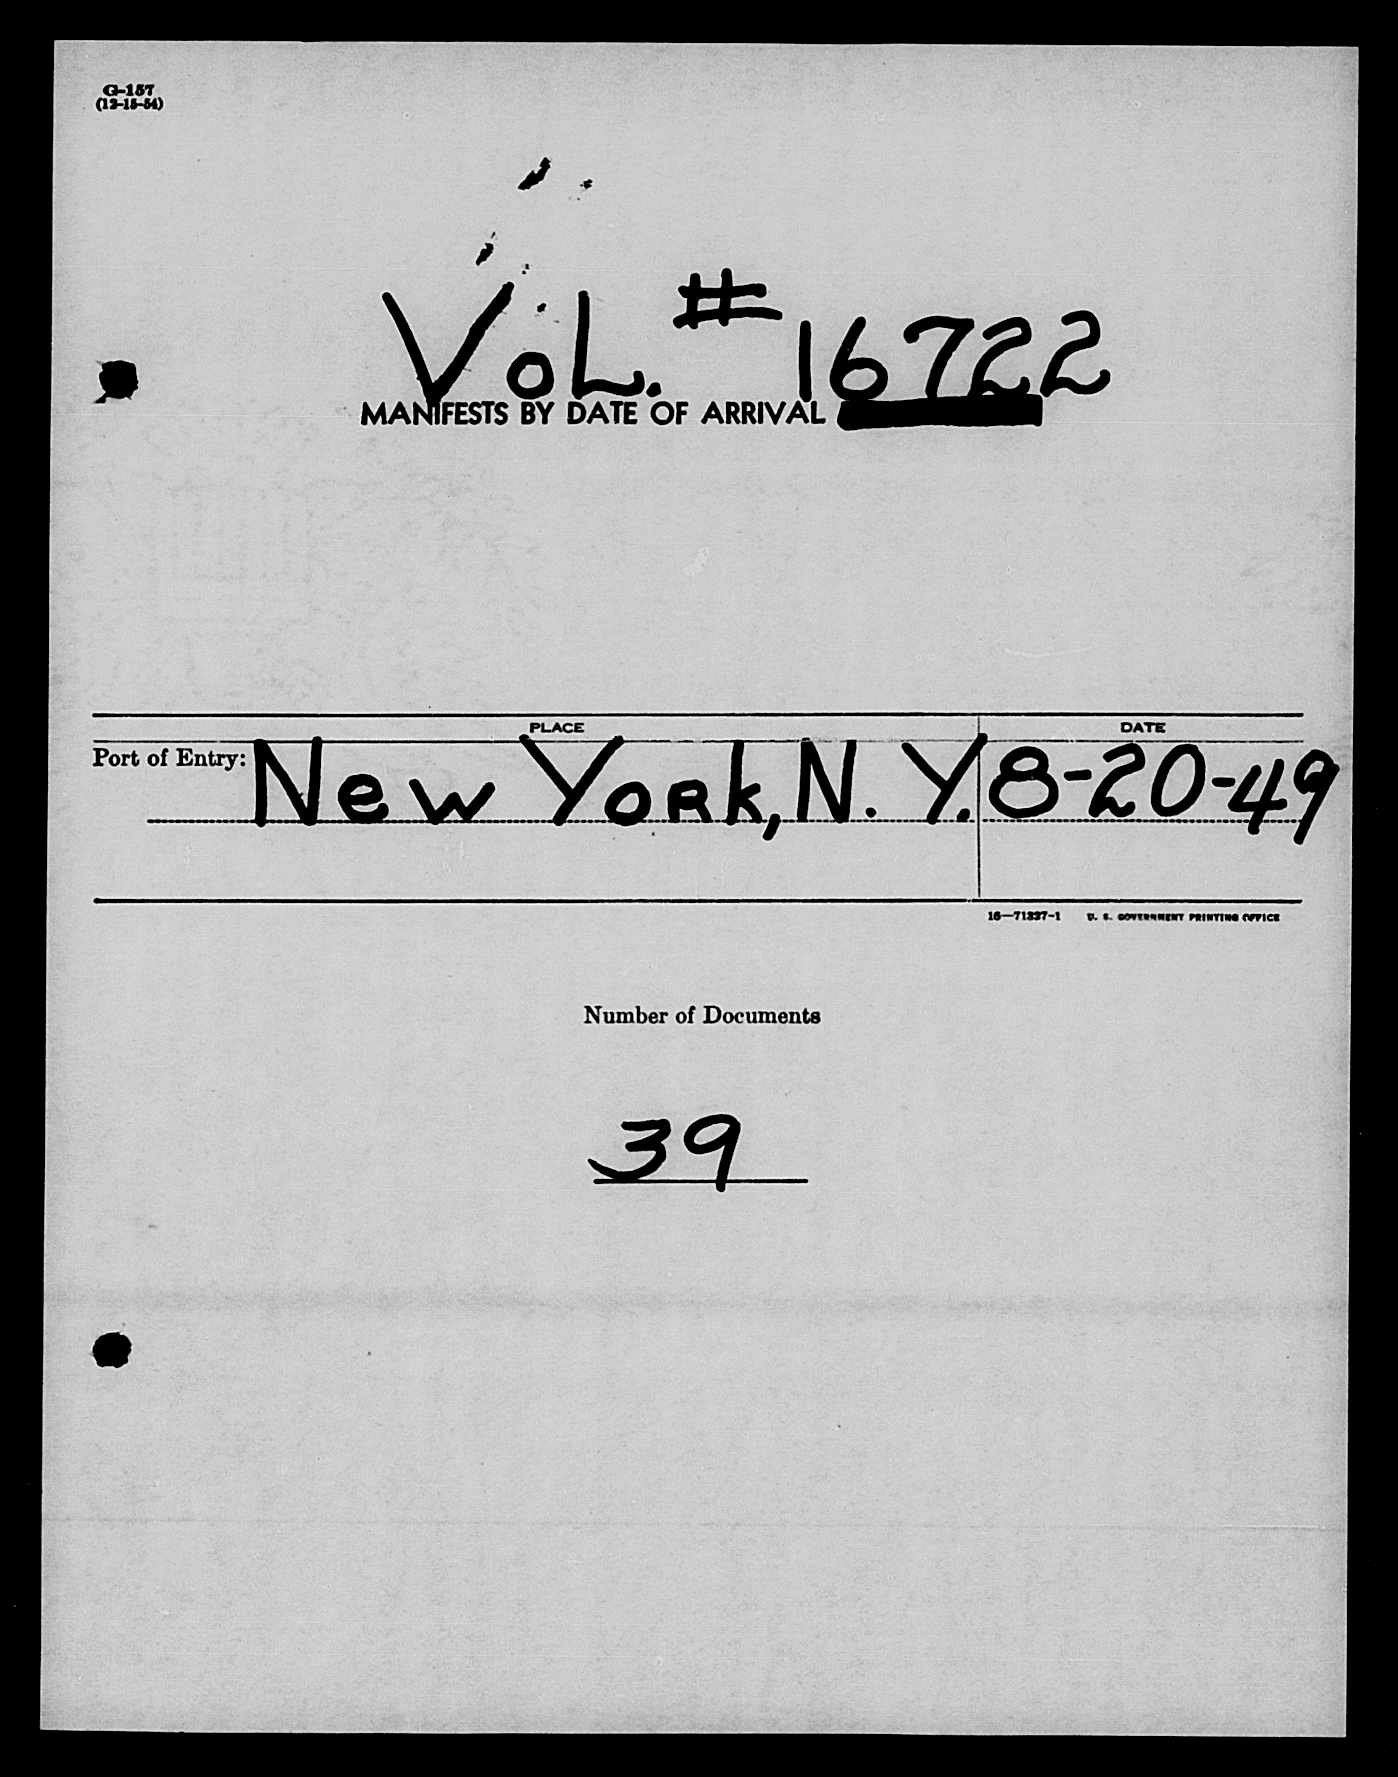 G-157
(12-15-54)
VoL. # 16722
MANIFESTS BY DATE OF ARRIVAL
PLACE DATE
Port of Entry: New York, N. Y. 8-20-49
16—71327-1 U. S. GOVERNMENT PRINTING OFFICE
Number of Documents
39